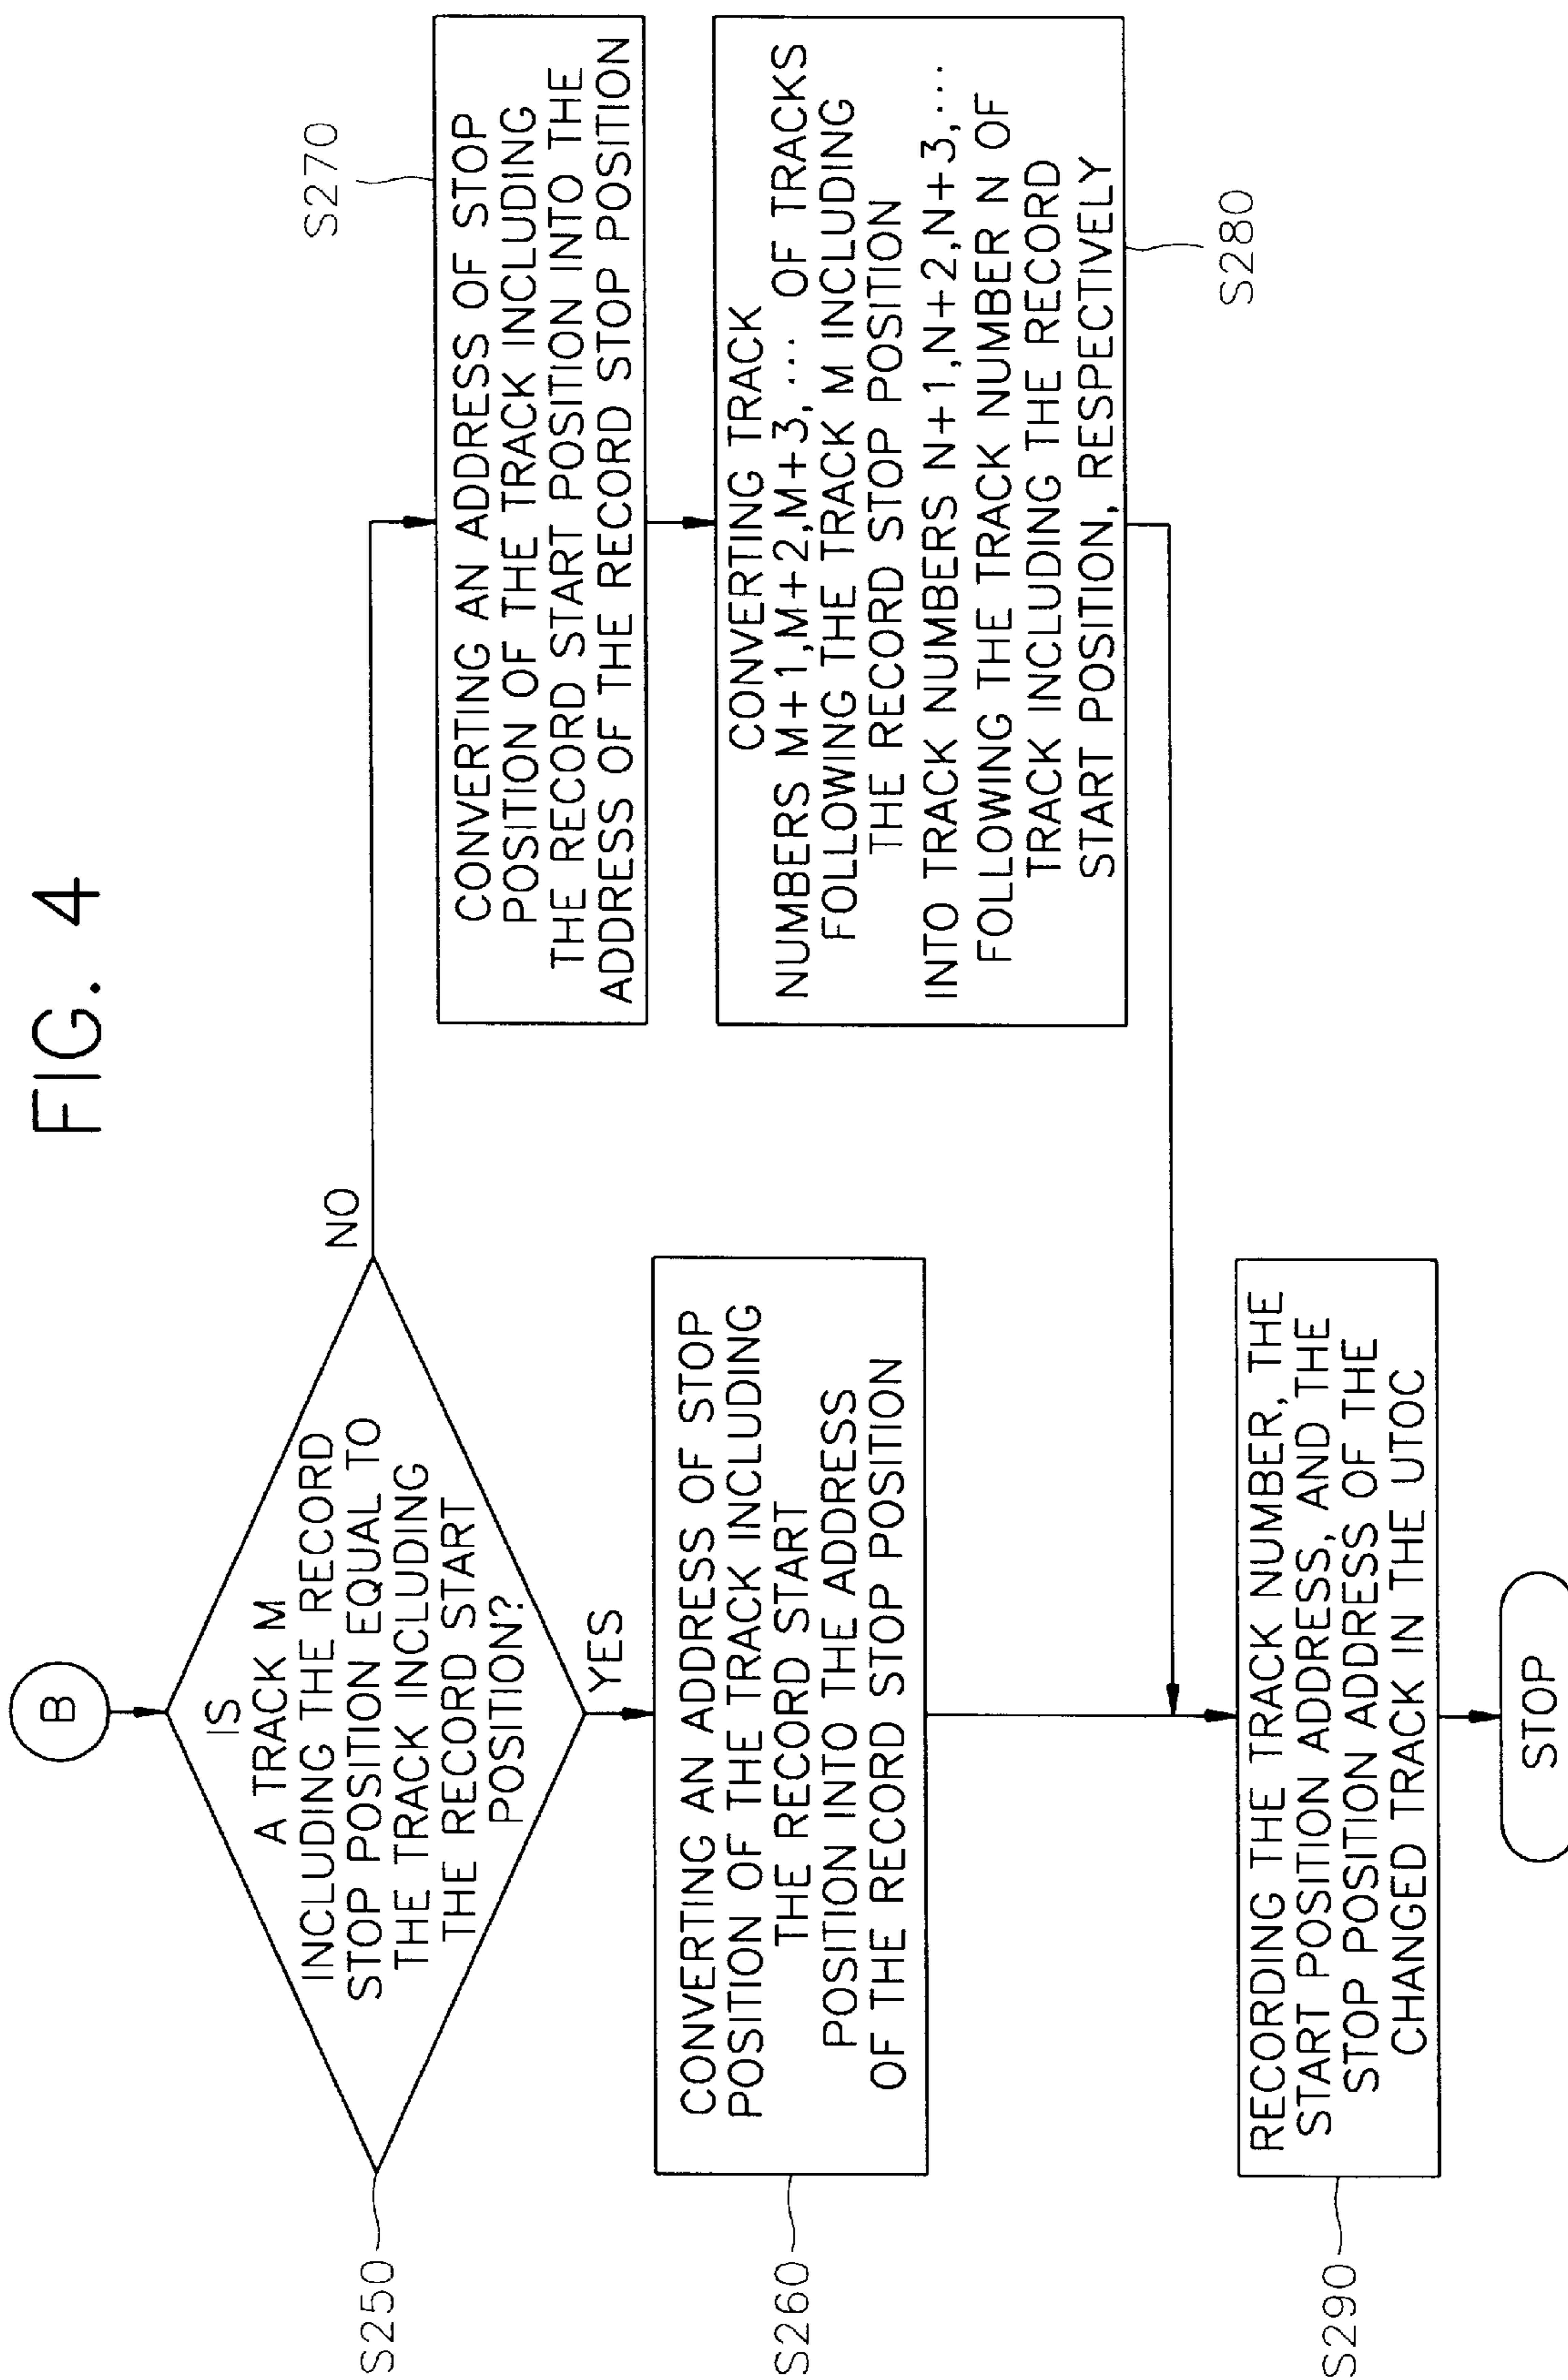 FIG. 4
B
IS
A TRACK M
INCLUDING THE RECORD
STOP POSITION EQUAL TO
THE TRACK INCLUDING
THE RECORD START
POSITION?
S250
NO
YES
CONVERTING AN ADDRESS OF STOP
POSITION OF THE TRACK INCLUDING
THE RECORD START
POSITION INTO THE ADDRESS
OF THE RECORD STOP POSITION
S260
S270
CONVERTING AN ADDRESS OF STOP
POSITION OF THE TRACK INCLUDING
THE RECORD START POSITION INTO THE
ADDRESS OF THE RECORD STOP POSITION
CONVERTING TRACK
NUMBERS M+1,M+2,M+3, ... OF TRACKS
FOLLOWING THE TRACK M INCLUDING
THE RECORD STOP POSITION
INTO TRACK NUMBERS N+1,N+2,N+3,...
FOLLOWING THE TRACK NUMBER N OF
TRACK INCLUDING THE RECORD
START POSITION, RESPECTIVELY
S280
RECORDING THE TRACK NUMBER, THE
START POSITION ADDRESS, AND THE
STOP POSITION ADDRESS OF THE
CHANGED TRACK IN THE UTOC
S290
STOP